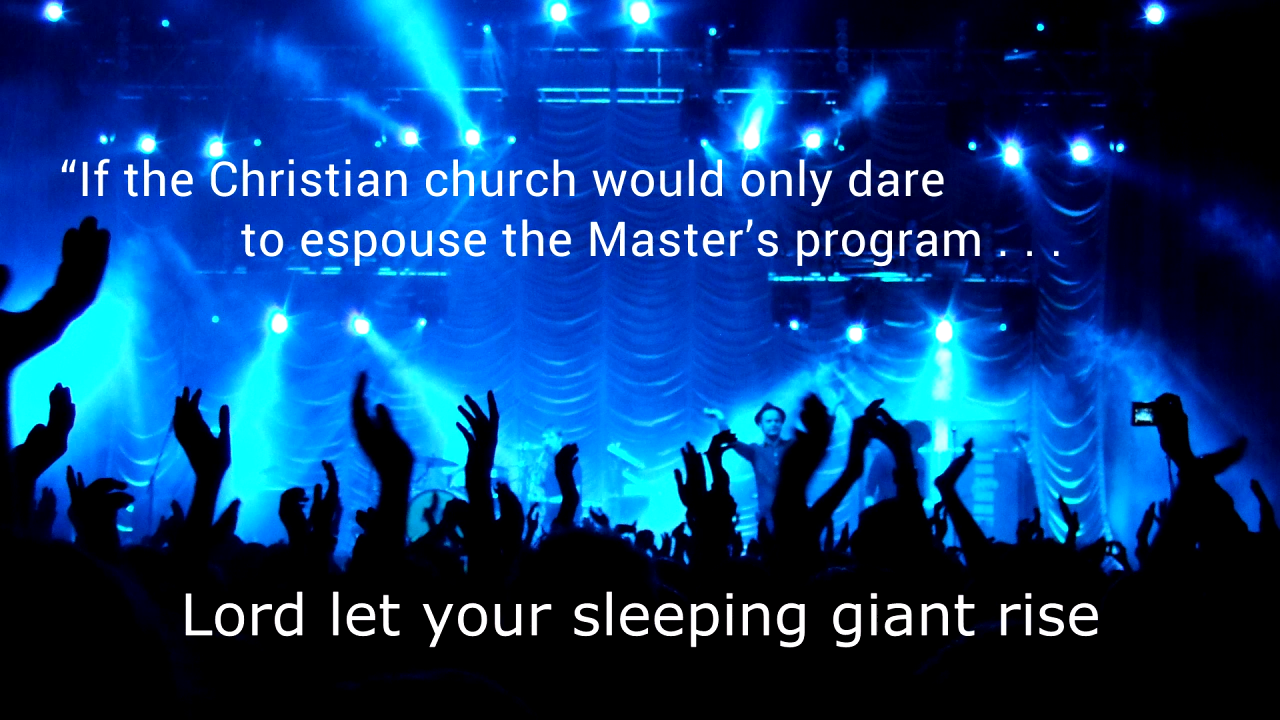 “If the Christian church would only dare
to espouse the Master’s program . . .
Lord let your sleeping giant rise